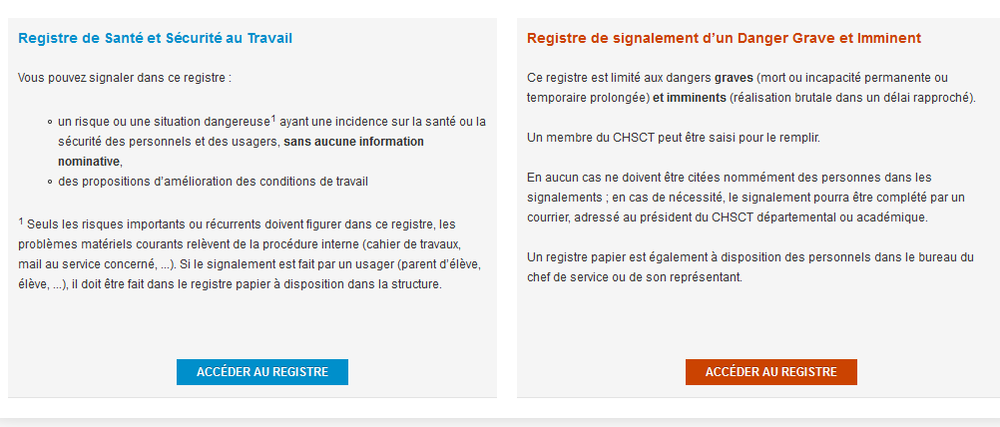 Registre de Santé et Sécurité au Travail
Vous pouvez signaler dans ce registre :
un risque ou une situation dangereuse¹ ayant une incidence sur la santé ou la
sécurité des personnels et des usagers, sans aucune information
nominative,
des propositions d’amélioration des conditions de travail
¹ Seuls les risques importants ou récurrents doivent figurer dans ce registre, les
problèmes matériels courants relèvent de la procédure interne (cahier de travaux,
mail au service concerné, ...). Si le signalement est fait par un usager (parent d’élève,
élève, ...), il doit être fait dans le registre papier à disposition dans la structure.
ACCÉDER AU REGISTRE
Registre de signalement d’un Danger Grave et Imminent
Ce registre est limité aux dangers graves (mort ou incapacité permanente ou
temporaire prolongée) et imminents (réalisation brutale dans un délai rapproché).
Un membre du CHSCT peut être saisi pour le remplir.
En aucun cas ne doivent être citées nommément des personnes dans les
signalements ; en cas de nécessité, le signalement pourra être complété par un
courrier, adressé au président du CHSCT départemental ou académique.
Un registre papier est également à disposition des personnels dans le bureau du
chef de service ou de son représentant.
ACCÉDER AU REGISTRE